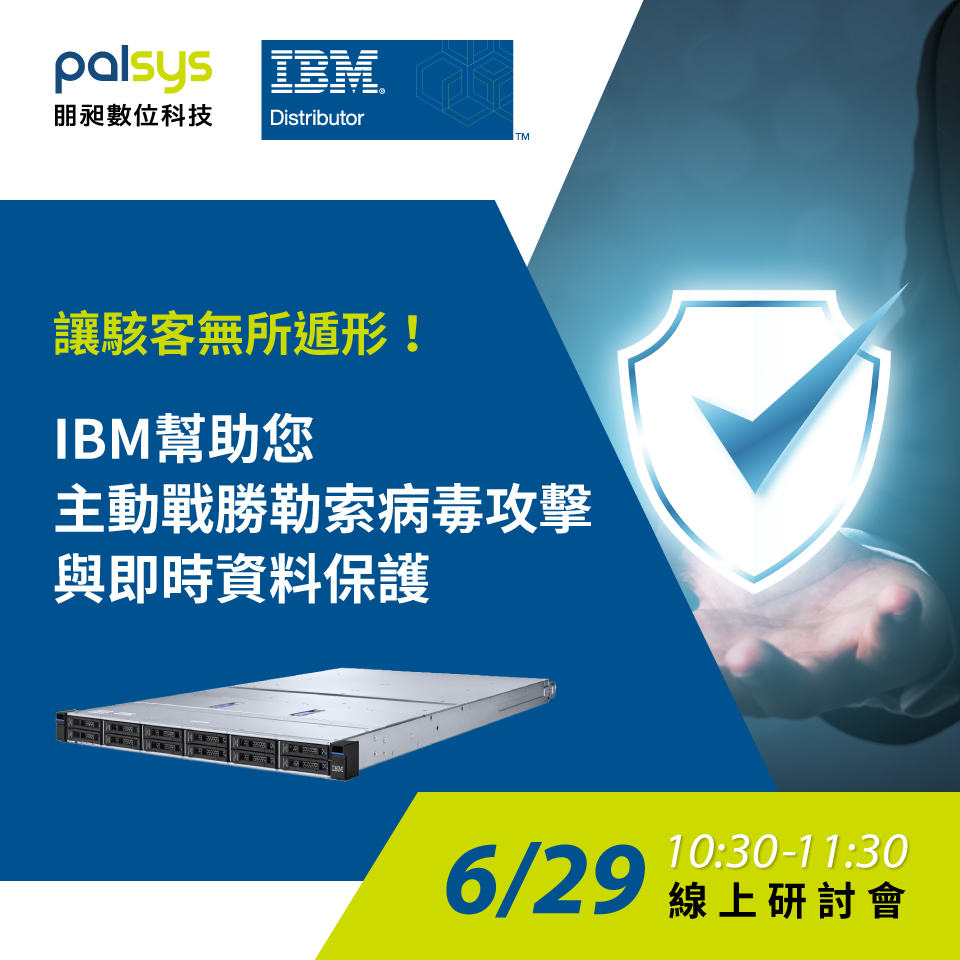 palsys
朋昶數位科技
IBM®
Distributor
TM
讓駭客無所遁形！
IBM幫助您
主動戰勝勒索病毒攻擊
與即時資料保護
IBM
6/29
10:30-11:30
線上研討會